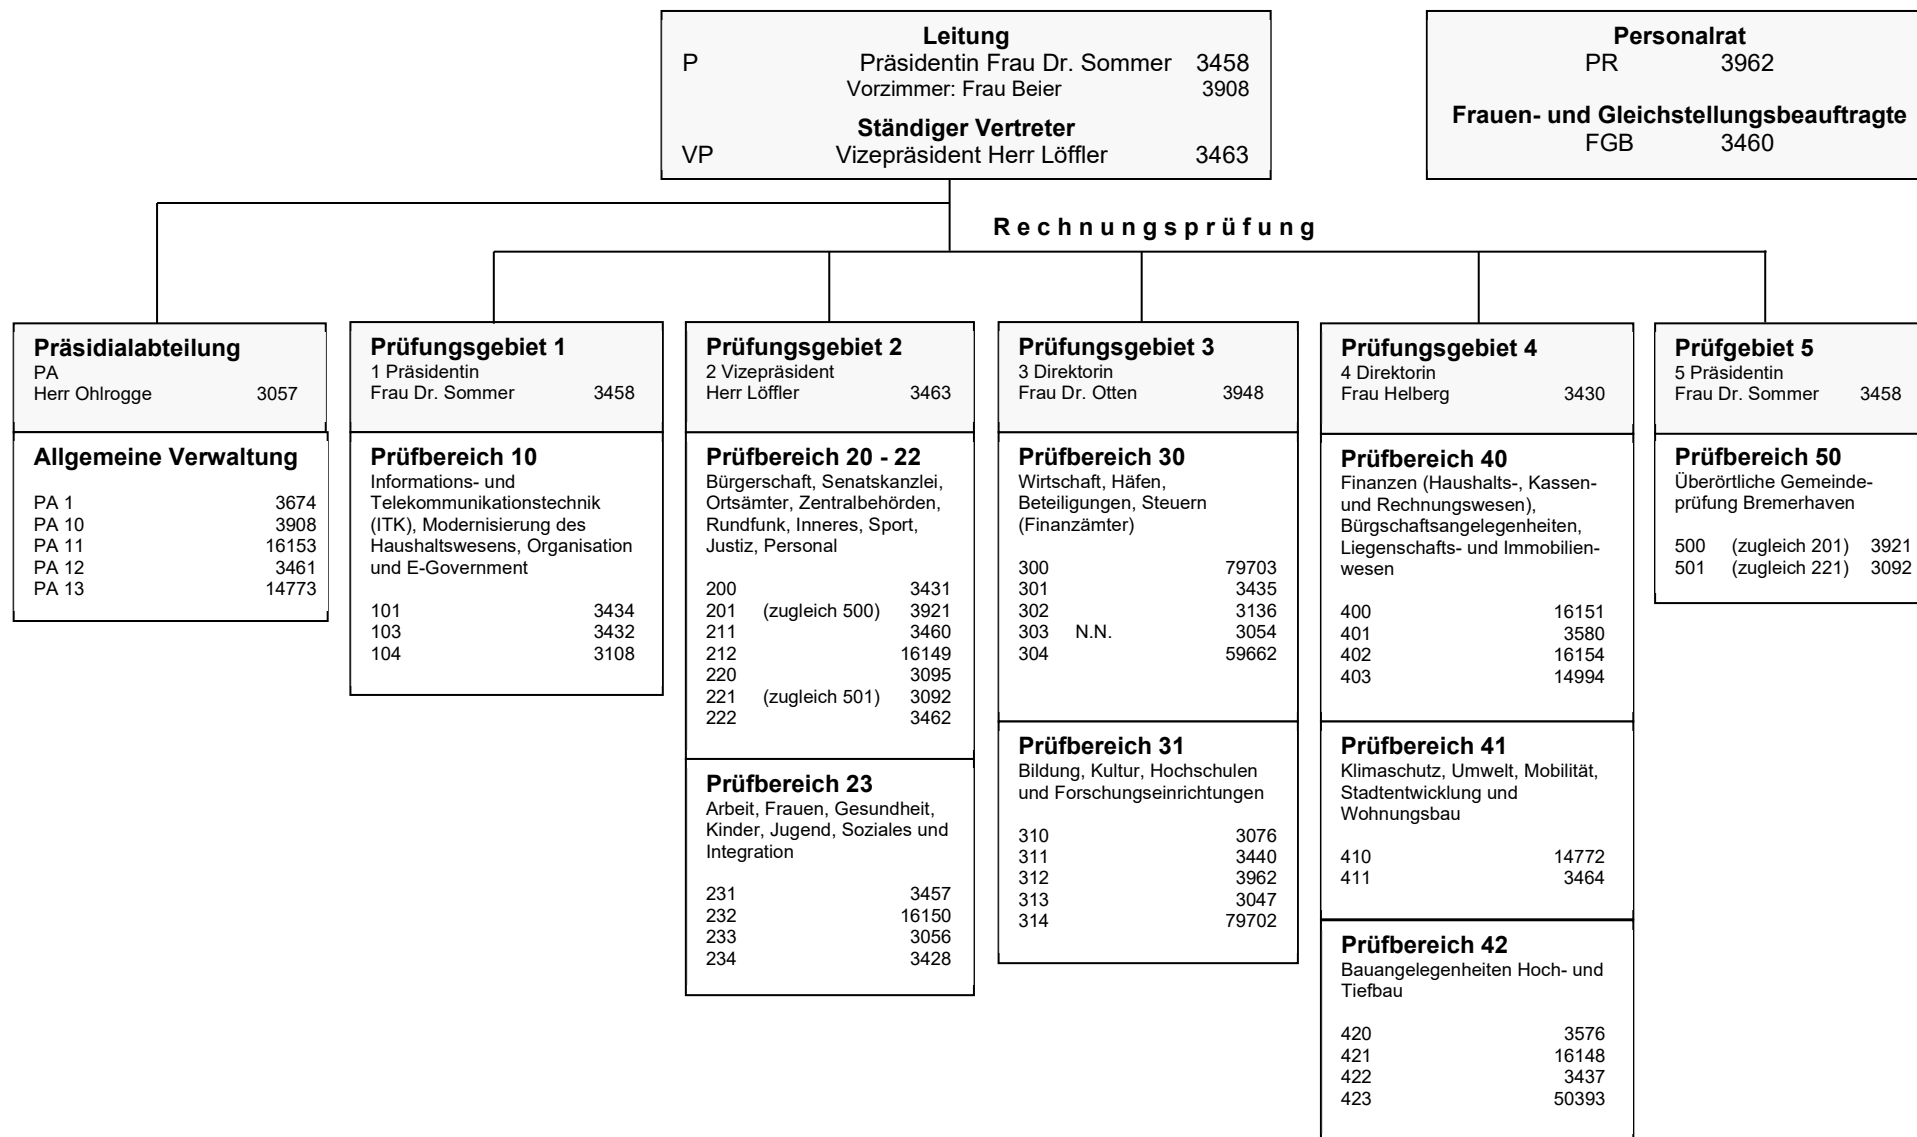 Leitung
P Präsidentin Frau Dr. Sommer 3458
Vorzimmer: Frau Beier 3908
Ständiger Vertreter
VP Vizepräsident Herr Löffler 3463
Personalrat
PR 3962
Frauen- und Gleichstellungsbeauftragte
FGB 3460
R e c h n u n g s p r ü f u n g
Präsidialabteilung
PA
Herr Ohlrogge 3057
Allgemeine Verwaltung
PA 1 3674
PA 10 3908
PA 11 16153
PA 12 3461
PA 13 14773
Prüfungsgebiet 1
1 Präsidentin
Frau Dr. Sommer 3458
Prüfbereich 10
Informations- und
Telekommunikationstechnik
(ITK), Modernisierung des
Haushaltswesens, Organisation
und E-Government
101 3434
103 3432
104 3108
Prüfungsgebiet 2
2 Vizepräsident
Herr Löffler 3463
Prüfbereich 20 - 22
Bürgerschaft, Senatskanzlei,
Ortsämter, Zentralbehörden,
Rundfunk, Inneres, Sport,
Justiz, Personal
200 3431
201 (zugleich 500) 3921
211 3460
212 16149
220 3095
221 (zugleich 501) 3092
222 3462
Prüfbereich 23
Arbeit, Frauen, Gesundheit,
Kinder, Jugend, Soziales und
Integration
231 3457
232 16150
233 3056
234 3428
Prüfungsgebiet 3
3 Direktorin
Frau Dr. Otten 3948
Prüfbereich 30
Wirtschaft, Häfen,
Beteiligungen, Steuern
(Finanzämter)
300 79703
301 3435
302 3136
303 N.N. 3054
304 59662
Prüfbereich 31
Bildung, Kultur, Hochschulen
und Forschungseinrichtungen
310 3076
311 3440
312 3962
313 3047
314 79702
Prüfungsgebiet 4
4 Direktorin
Frau Helberg 3430
Prüfbereich 40
Finanzen (Haushalts-, Kassen-
und Rechnungswesen),
Bürgschaftsangelegenheiten,
Liegenschafts- und Immobilien-
wesen
400 16151
401 3580
402 16154
403 14994
Prüfbereich 41
Klimaschutz, Umwelt, Mobilität,
Stadtentwicklung und
Wohnungsbau
410 14772
411 3464
Prüfbereich 42
Bauangelegenheiten Hoch- und
Tiefbau
420 3576
421 16148
422 3437
423 50393
Prüfgebiet 5
5 Präsidentin
Frau Dr. Sommer 3458
Prüfbereich 50
Überörtliche Gemeinde-
prüfung Bremerhaven
500 (zugleich 201) 3921
501 (zugleich 221) 3092